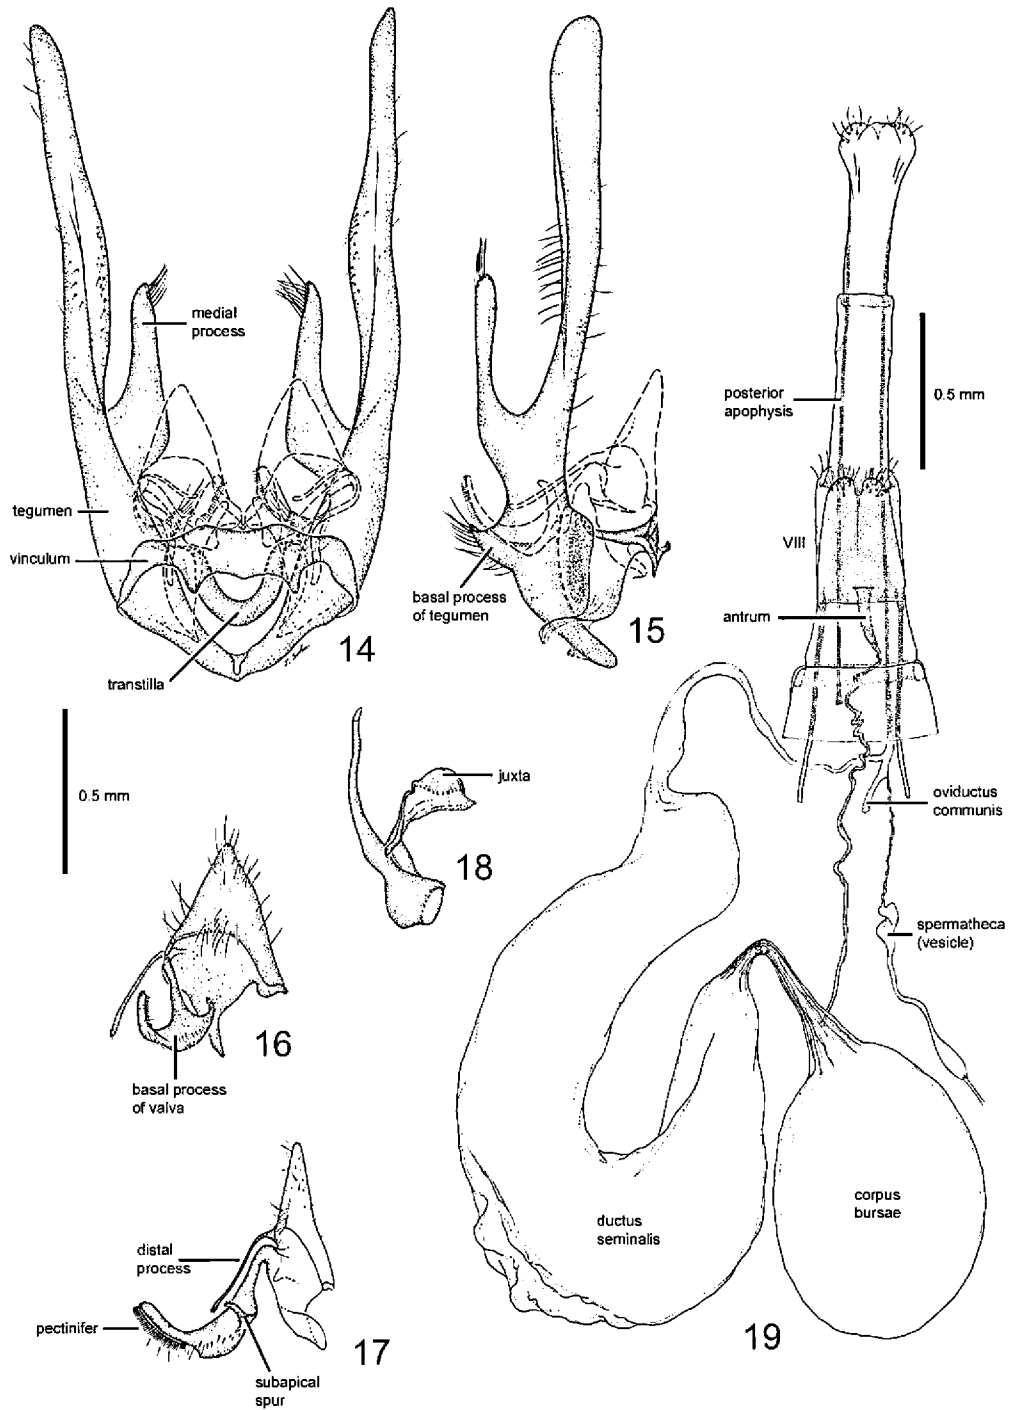 medial
process
tegumen
vinculum
transtilla
14
basal process
of tegumen
15
posterior
apophysis
0.5 mm
VIII
antrum
oviductus
communis
spermatheca
(vesicle)
ductus
seminalis
corpus
bursae
19
0.5 mm
juxta
18
16
basal process
of valva
distal
process
pectinifer
17
subapical
spur